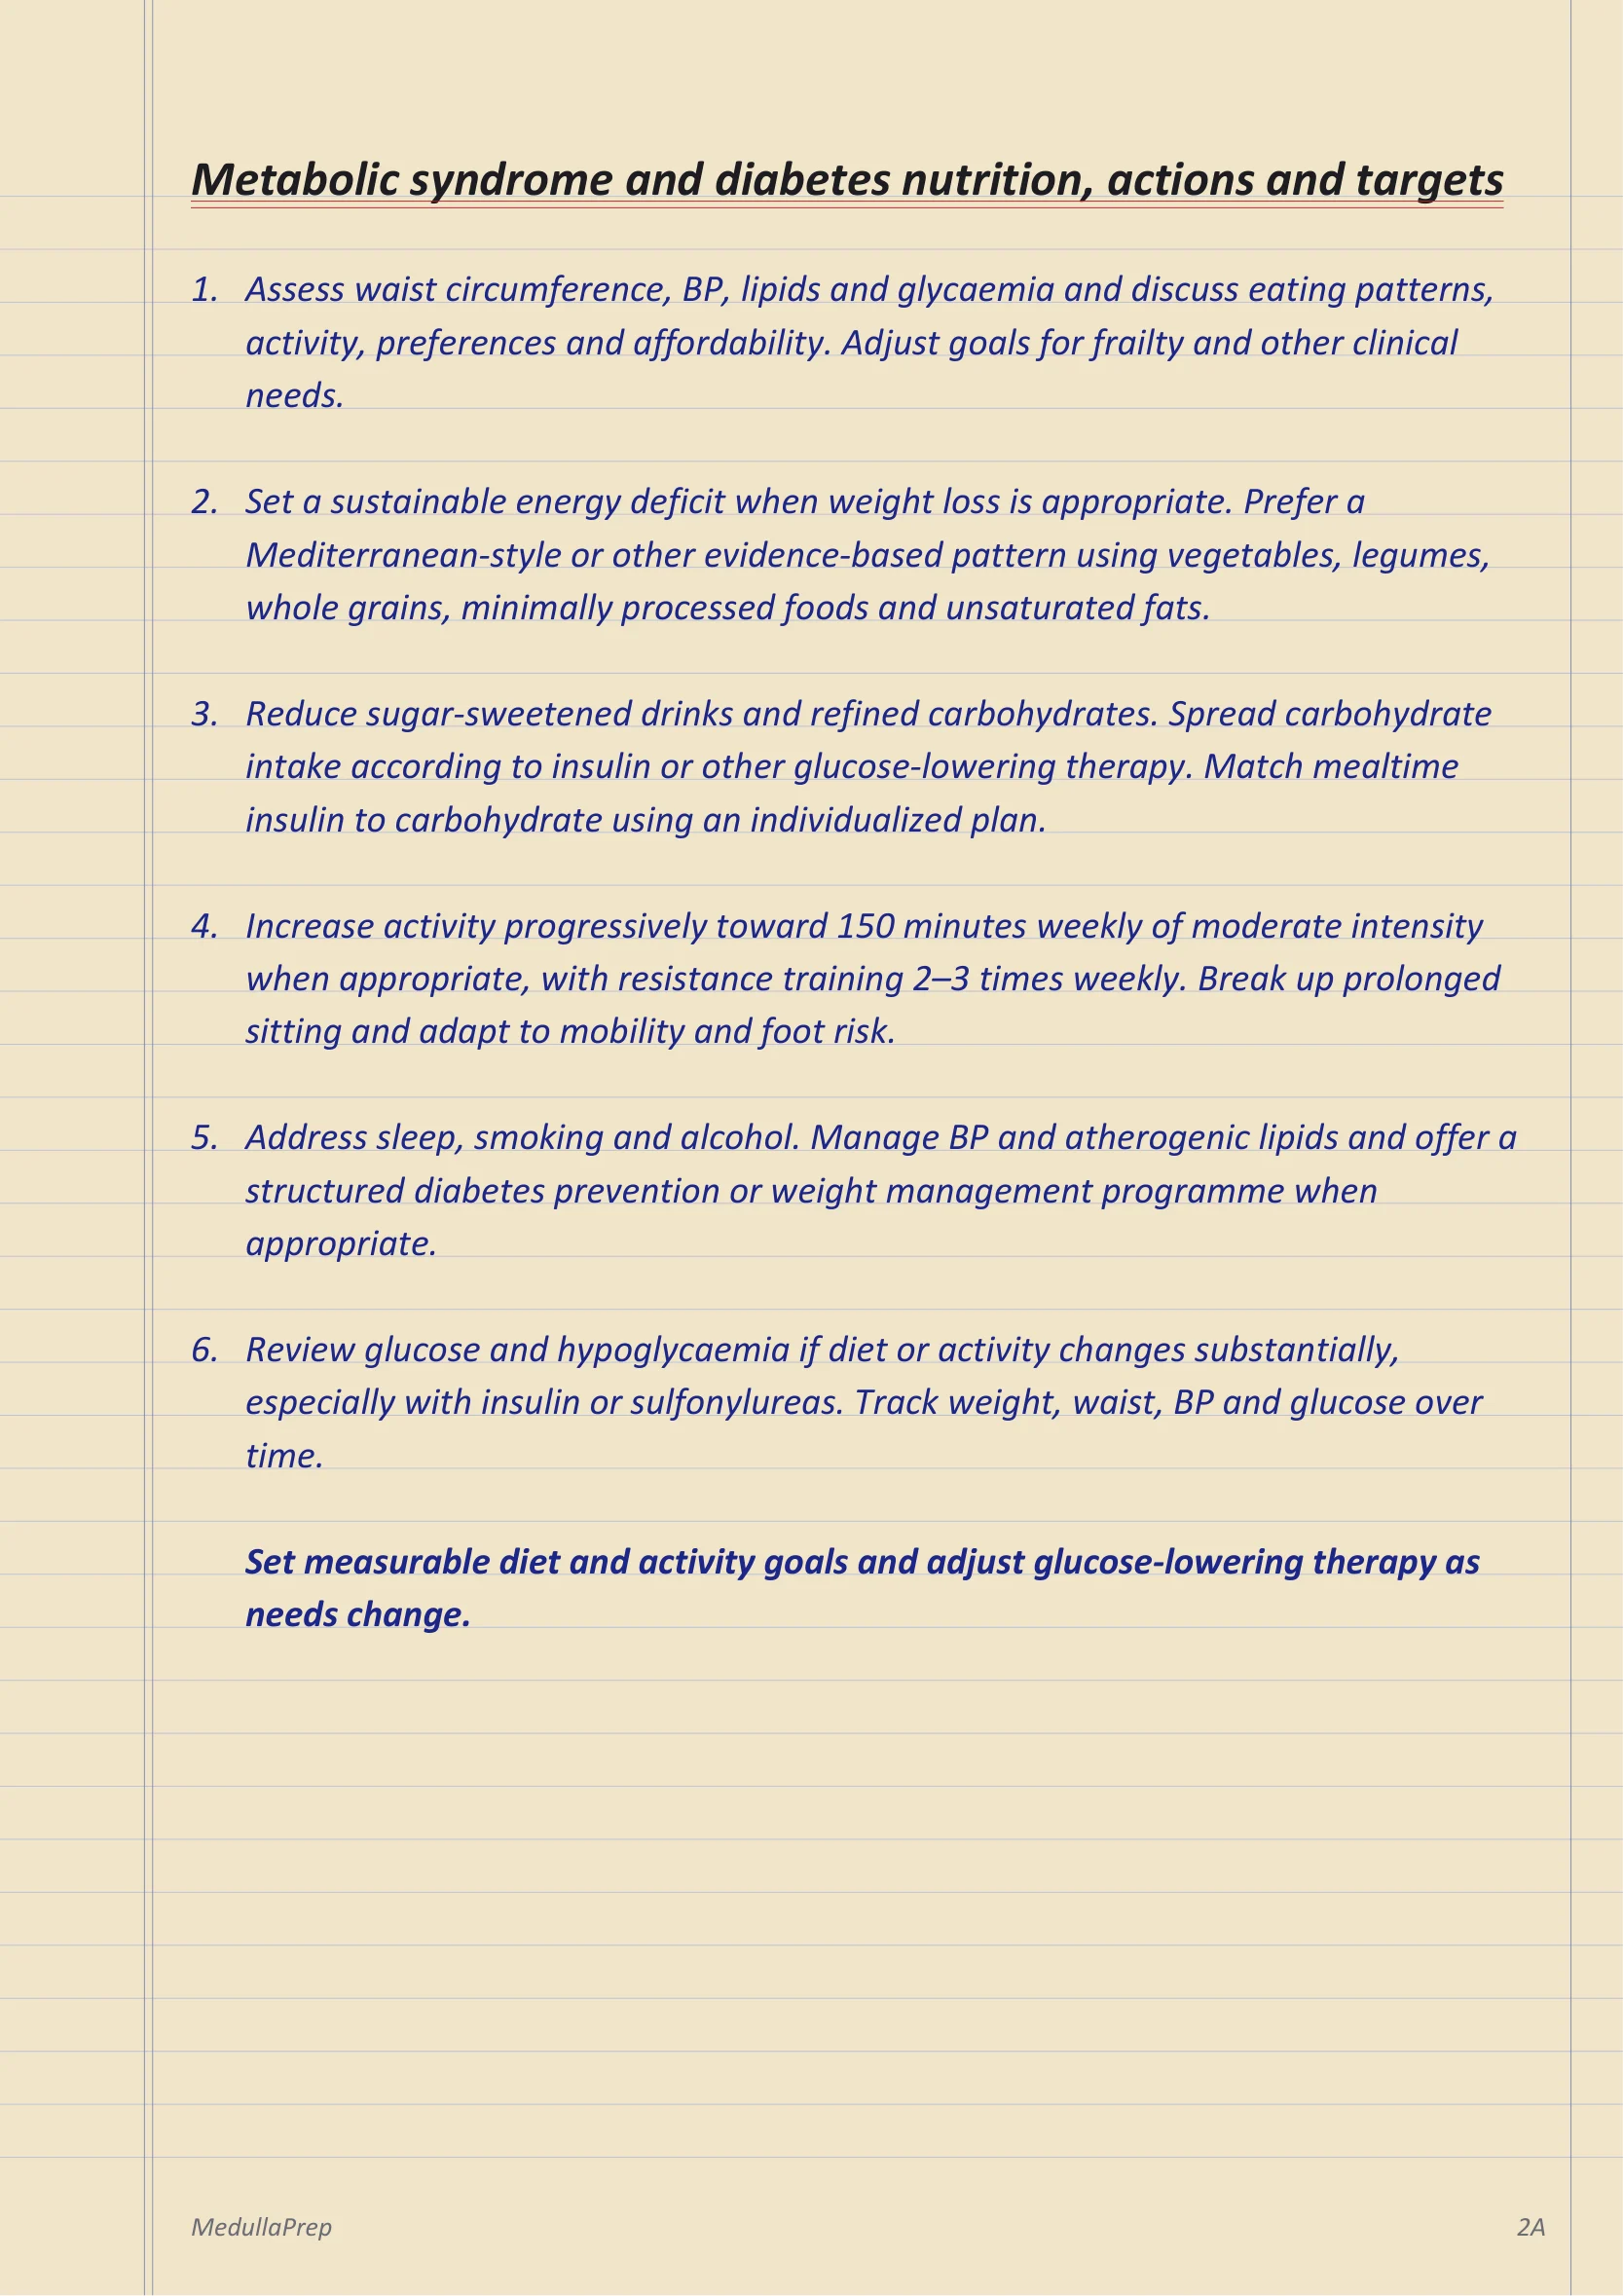 Metabolic syndrome and diabetes nutrition, actions and targets
1. Assess waist circumference, BP, lipids and glycaemia and discuss eating patterns,
activity, preferences and affordability. Adjust goals for frailty and other clinical
needs.
2. Set a sustainable energy deficit when weight loss is appropriate. Prefer a
Mediterranean-style or other evidence-based pattern using vegetables, legumes,
whole grains, minimally processed foods and unsaturated fats.
3. Reduce sugar-sweetened drinks and refined carbohydrates. Spread carbohydrate
intake according to insulin or other glucose-lowering therapy. Match mealtime
insulin to carbohydrate using an individualized plan.
4. Increase activity progressively toward 150 minutes weekly of moderate intensity
when appropriate, with resistance training 2–3 times weekly. Break up prolonged
sitting and adapt to mobility and foot risk.
5. Address sleep, smoking and alcohol. Manage BP and atherogenic lipids and offer a
structured diabetes prevention or weight management programme when
appropriate.
6. Review glucose and hypoglycaemia if diet or activity changes substantially,
especially with insulin or sulfonylureas. Track weight, waist, BP and glucose over
time.
Set measurable diet and activity goals and adjust glucose-lowering therapy as
needs change.
MedullaPrep
2A